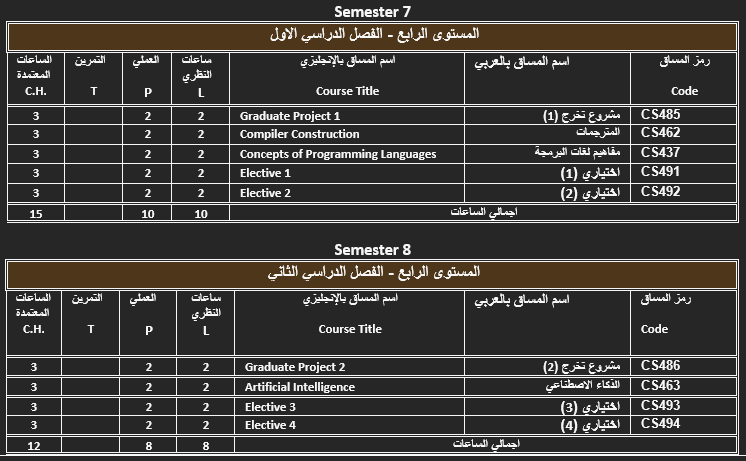 Semester 7
المستوى الرابع - الفصل الدراسي الاول
رمز المساق Code | اسم المساق بالعربي | اسم المساق بالإنجليزي Course Title | ساعات النظري L | العملي P | التمرين T | الساعات المعتمدة C.H.
CS485 | مشروع تخرج (1) | Graduate Project 1 | 2 | 2 | | 3
CS462 | المترجمات | Compiler Construction | 2 | 2 | | 3
CS437 | مفاهيم لغات البرمجة | Concepts of Programming Languages | 2 | 2 | | 3
CS491 | اختياري (1) | Elective 1 | 2 | 2 | | 3
CS492 | اختياري (2) | Elective 2 | 2 | 2 | | 3
اجمالي الساعات | 10 | 10 | | 15
Semester 8
المستوى الرابع - الفصل الدراسي الثاني
رمز المساق Code | اسم المساق بالعربي | اسم المساق بالإنجليزي Course Title | ساعات النظري L | العملي P | التمرين T | الساعات المعتمدة C.H.
CS486 | مشروع تخرج (2) | Graduate Project 2 | 2 | 2 | | 3
CS463 | الذكاء الاصطناعي | Artificial Intelligence | 2 | 2 | | 3
CS493 | اختياري (3) | Elective 3 | 2 | 2 | | 3
CS494 | اختياري (4) | Elective 4 | 2 | 2 | | 3
اجمالي الساعات | 8 | 8 | | 12